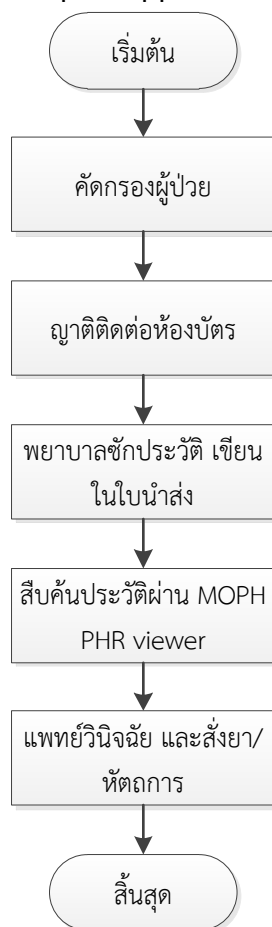 เริ่มต้น
คัดกรองผู้ป่วย
ญาติติดต่อห้องบัตร
พยาบาลซักประวัติ เขียน
ในใบนำส่ง
สืบค้นประวัติผ่าน MOPH
PHR viewer
แพทย์วินิจฉัย และสั่งยา/
หัตถการ
สิ้นสุด